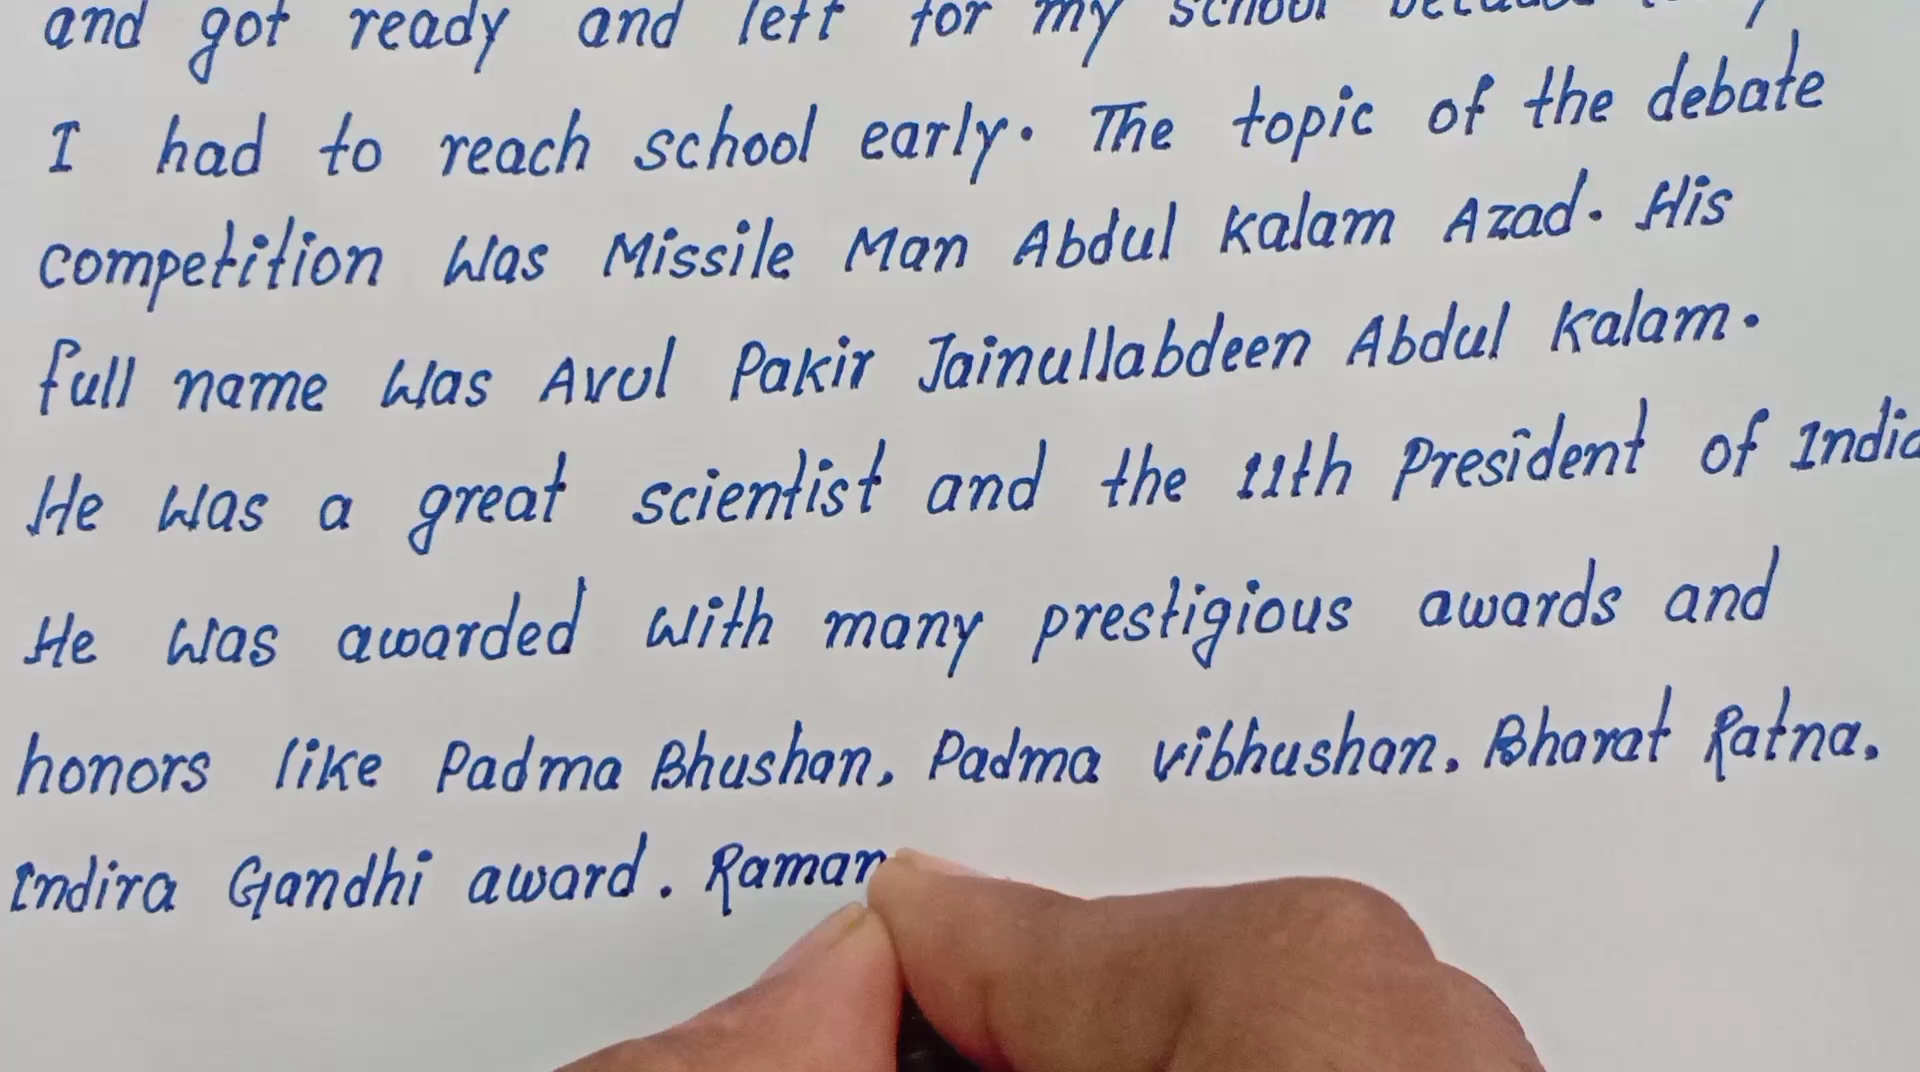 and got ready and left for my school because
I had to reach school early. The topic of the debate
competition was Missile Man Abdul Kalam Azad. His
full name was Avul Pakir Jainullabdeen Abdul Kalam.
He was a great scientist and the 11th President of India
He was awarded with many prestigious awards and
honors like Padma Bhushan, Padma vibhushan, Bharat Ratna,
Indira Gandhi award. Raman